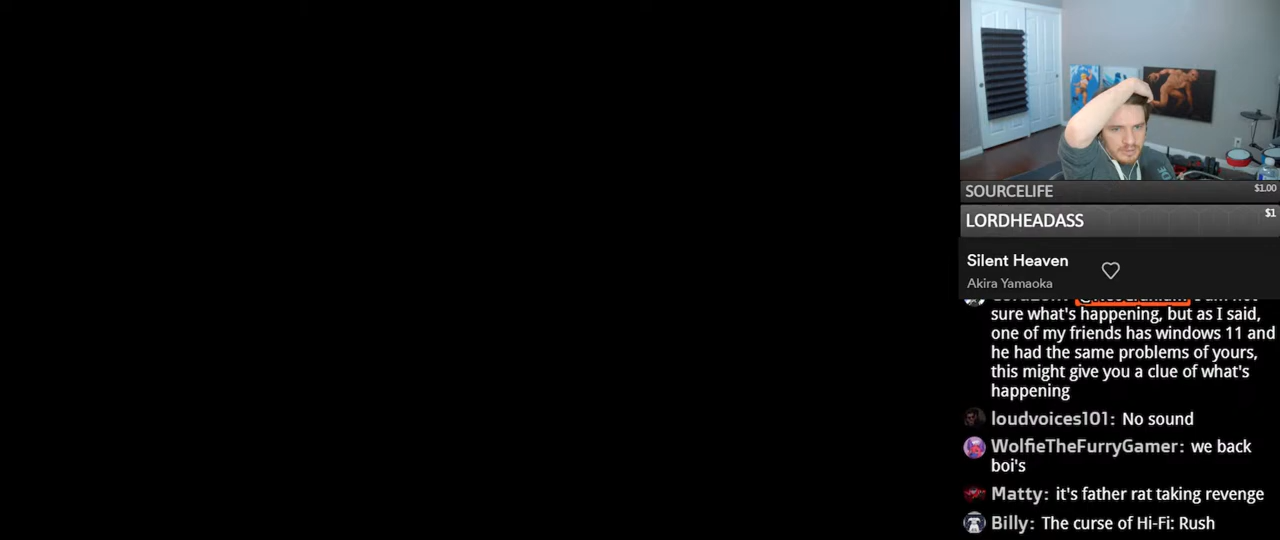 SOURCELIFE $1.00
LORDHEADASS $1
Silent Heaven
Akira Yamaoka
sure what's happening, but as I said,
one of my friends has windows 11 and
he had the same problems of yours,
this might give you a clue of what's
happening
loudvoices101: No sound
WolfieTheFurryGamer: we back
boi's
Matty: it's father rat taking revenge
Billy: The curse of Hi-Fi: Rush